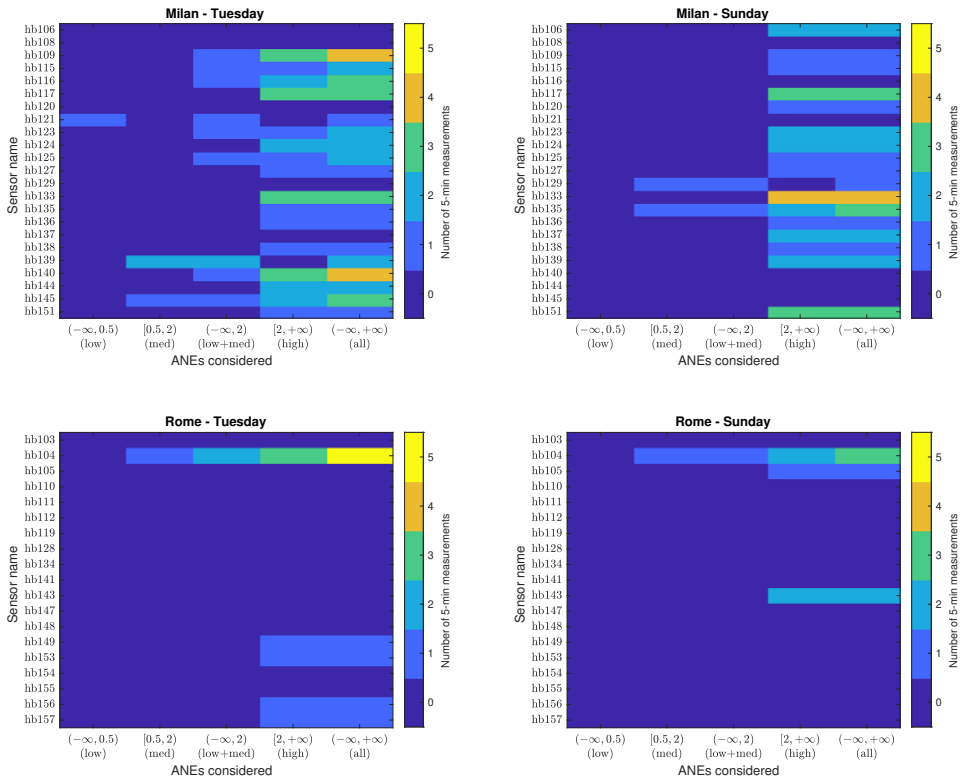 Milan - Tuesday
hb106
hb108
hb109
hb115
hb116
hb117
hb120
hb121
hb123
hb124
hb125
hb127
hb129
hb133
hb135
hb136
hb137
hb138
hb139
hb140
hb144
hb145
hb151
Sensor name
(−∞, 0.5) [0.5, 2) (−∞, 2) [2, +∞) (−∞, +∞)
(low) (med) (low+med) (high) (all)
ANEs considered
5
4
3
2
1
0
Number of 5-min measurements
Milan - Sunday
hb106
hb108
hb109
hb115
hb116
hb117
hb120
hb121
hb123
hb124
hb125
hb127
hb129
hb133
hb135
hb136
hb137
hb138
hb139
hb140
hb144
hb145
hb151
Sensor name
(−∞, 0.5) [0.5, 2) (−∞, 2) [2, +∞) (−∞, +∞)
(low) (med) (low+med) (high) (all)
ANEs considered
5
4
3
2
1
0
Number of 5-min measurements
Rome - Tuesday
hb103
hb104
hb105
hb110
hb111
hb112
hb119
hb128
hb134
hb141
hb143
hb147
hb148
hb149
hb153
hb154
hb155
hb156
hb157
Sensor name
(−∞, 0.5) [0.5, 2) (−∞, 2) [2, +∞) (−∞, +∞)
(low) (med) (low+med) (high) (all)
ANEs considered
5
4
3
2
1
0
Number of 5-min measurements
Rome - Sunday
hb103
hb104
hb105
hb110
hb111
hb112
hb119
hb128
hb134
hb141
hb143
hb147
hb148
hb149
hb153
hb154
hb155
hb156
hb157
Sensor name
(−∞, 0.5) [0.5, 2) (−∞, 2) [2, +∞) (−∞, +∞)
(low) (med) (low+med) (high) (all)
ANEs considered
5
4
3
2
1
0
Number of 5-min measurements